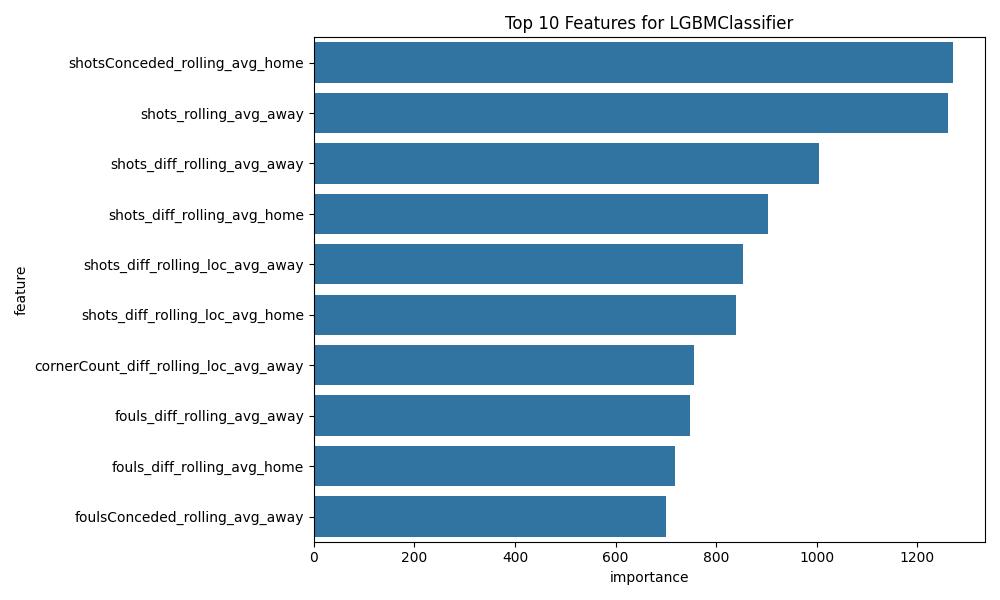 Top 10 Features for LGBMClassifier
feature
shotsConceded_rolling_avg_home
shots_rolling_avg_away
shots_diff_rolling_avg_away
shots_diff_rolling_avg_home
shots_diff_rolling_loc_avg_away
shots_diff_rolling_loc_avg_home
cornerCount_diff_rolling_loc_avg_away
fouls_diff_rolling_avg_away
fouls_diff_rolling_avg_home
foulsConceded_rolling_avg_away
0 200 400 600 800 1000 1200
importance